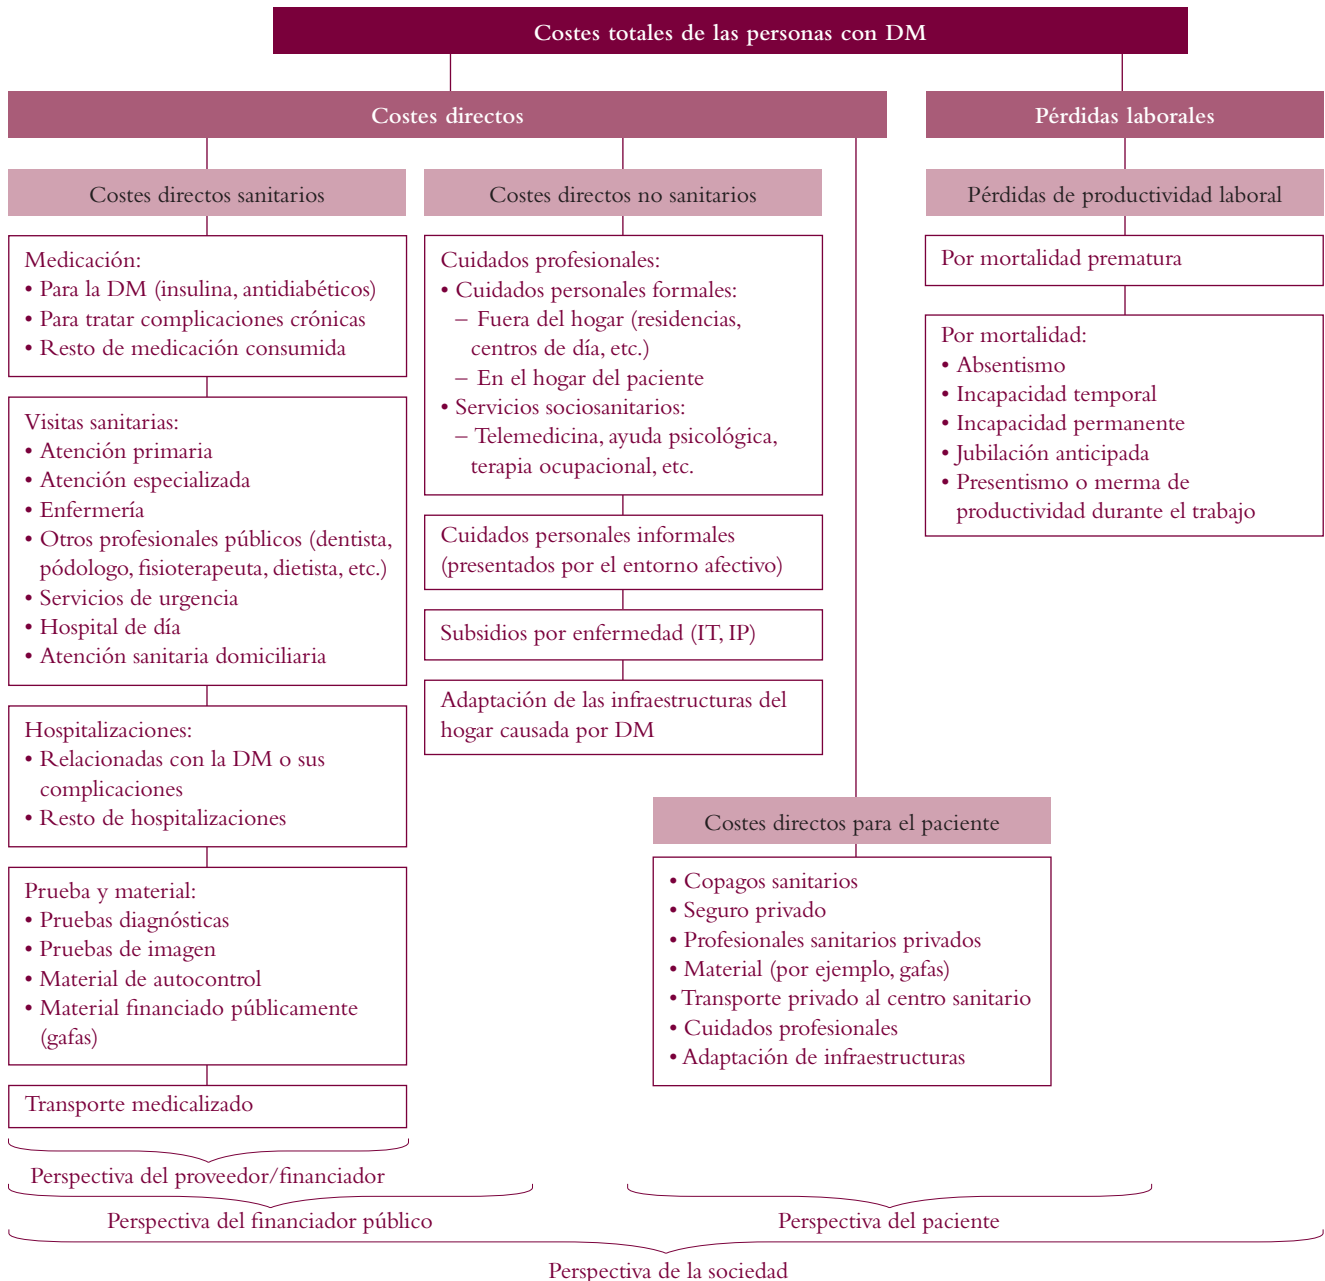 Costes totales de las personas con DM
Costes directos
Pérdidas laborales
Costes directos sanitarios
Costes directos no sanitarios
Pérdidas de productividad laboral
Medicación:
• Para la DM (insulina, antidiabéticos)
• Para tratar complicaciones crónicas
• Resto de medicación consumida
Visitas sanitarias:
• Atención primaria
• Atención especializada
• Enfermería
• Otros profesionales públicos (dentista,
pódologo, fisioterapeuta, dietista, etc.)
• Servicios de urgencia
• Hospital de día
• Atención sanitaria domiciliaria
Hospitalizaciones:
• Relacionadas con la DM o sus
complicaciones
• Resto de hospitalizaciones
Prueba y material:
• Pruebas diagnósticas
• Pruebas de imagen
• Material de autocontrol
• Material financiado públicamente
(gafas)
Transporte medicalizado
Cuidados profesionales:
• Cuidados personales formales:
– Fuera del hogar (residencias,
centros de día, etc.)
– En el hogar del paciente
• Servicios sociosanitarios:
– Telemedicina, ayuda psicológica,
terapia ocupacional, etc.
Cuidados personales informales
(presentados por el entorno afectivo)
Subsidios por enfermedad (IT, IP)
Adaptación de las infraestructuras del
hogar causada por DM
Por mortalidad prematura
Por mortalidad:
• Absentismo
• Incapacidad temporal
• Incapacidad permanente
• Jubilación anticipada
• Presentismo o merma de
productividad durante el trabajo
Costes directos para el paciente
• Copagos sanitarios
• Seguro privado
• Profesionales sanitarios privados
• Material (por ejemplo, gafas)
• Transporte privado al centro sanitario
• Cuidados profesionales
• Adaptación de infraestructuras
Perspectiva del proveedor/financiador
Perspectiva del financiador público
Perspectiva del paciente
Perspectiva de la sociedad